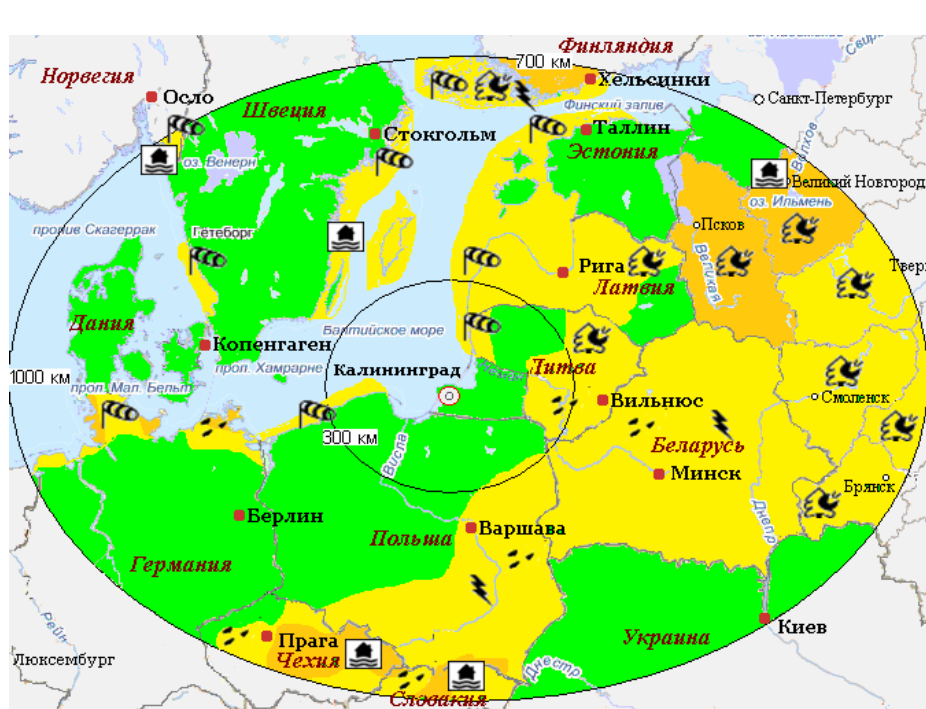 700 км
Финляндия
Норвегия
Хельсинки
Осло
Швеция
Санкт-Петербург
Финский залив
Стокгольм
Таллин
Эстония
Волхов
оз. Венерн
Великий Новгород
оз. Ильмень
Псков
пролив Скагеррак
Гётеборг
Великая
Рига
Латвия
Дания
Балтийское море
Копенгаген
Калининград
Литва
прол. Хамрарне
1000 км
прол. Мал. Бельт
Вильнюс
Смоленск
300 км
Беларусь
Висла
Минск
Брянск
Днепр
Берлин
Польша
Варшава
Германия
Рейн
Прага
Чехия
Украина
Киев
Люксембург
Днестр
Словакия